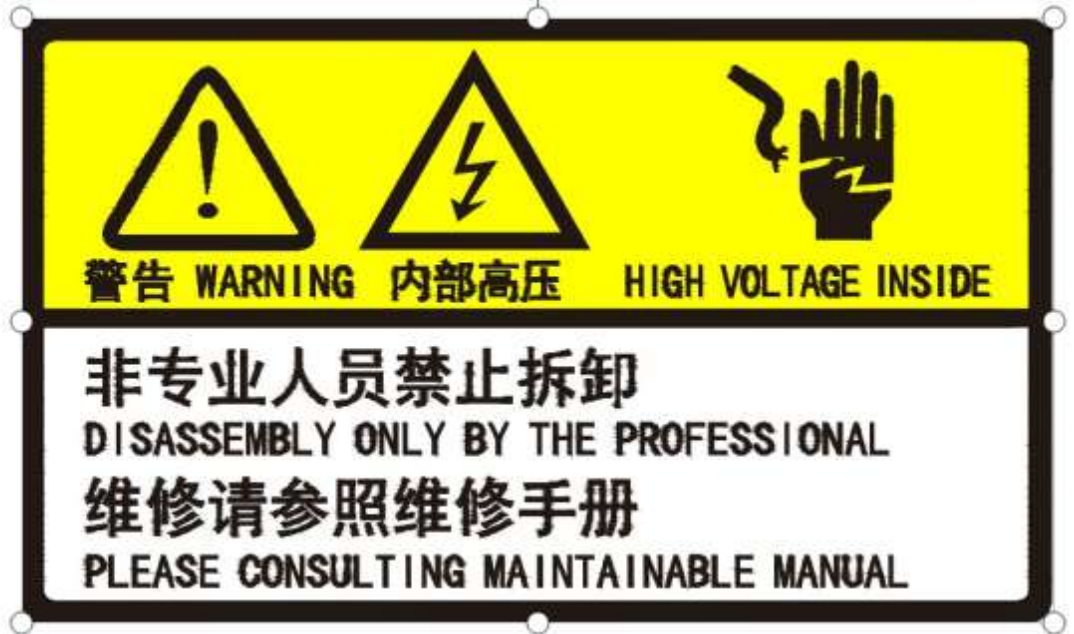 警告 WARNING 内部高压 HIGH VOLTAGE INSIDE
非专业人员禁止拆卸
DISASSEMBLY ONLY BY THE PROFESSIONAL
维修请参照维修手册
PLEASE CONSULTING MAINTAINABLE MANUAL